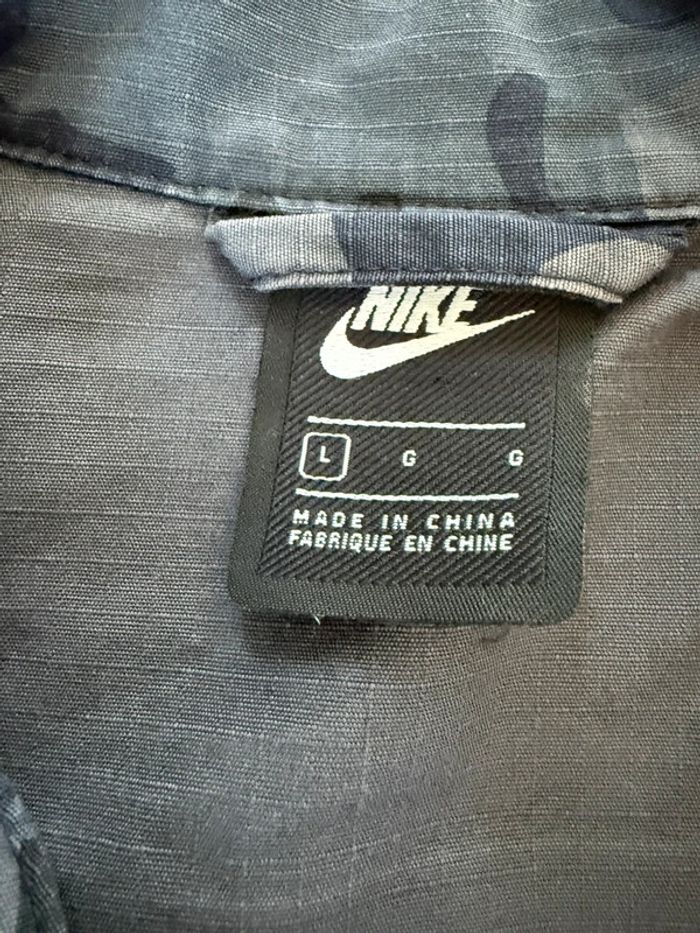 NIKE
L G G
MADE IN CHINA
FABRIQUE EN CHINE